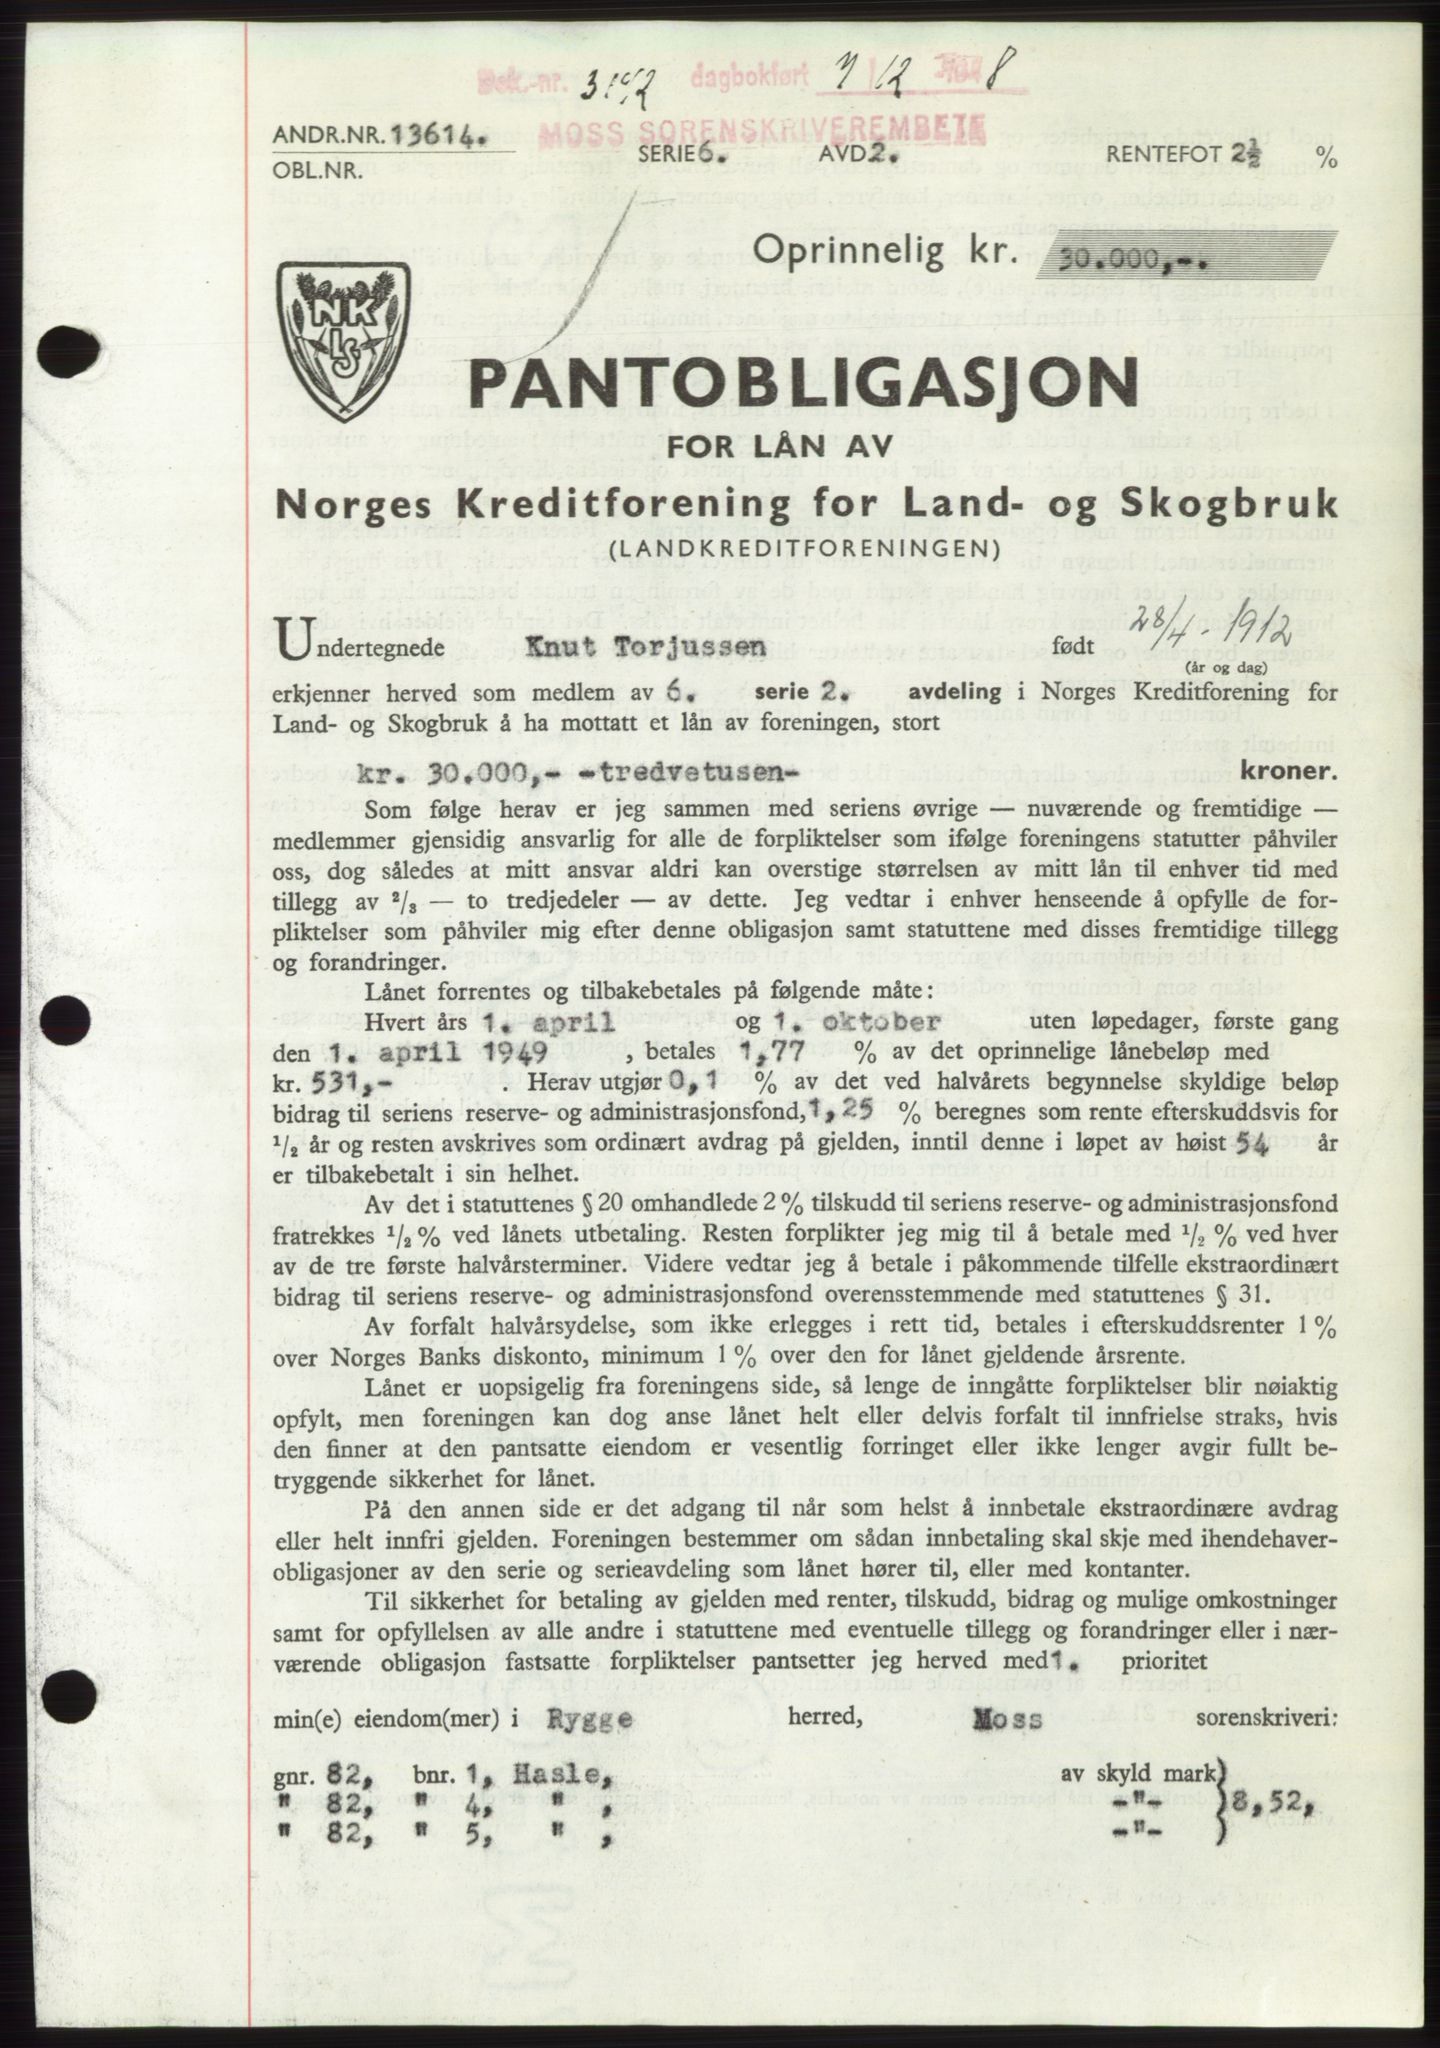 Dok.-nr. 3142 dagbokført 7/12 1948
MOSS SORENSKRIVEREMBETE
ANDR.NR. 13614.
OBL.NR.
SERIE 6. AVD 2. RENTEFOT 2½ %
Oprinnelig kr. 30.000,-.
NK
LS
PANTOBLIGASJON
FOR LÅN AV
Norges Kreditforening for Land- og Skogbruk
(LANDKREDITFORENINGEN)
Undertegnede Knut Torjussen født 28/4-1912
(år og dag)
erkjenner herved som medlem av 6. serie 2. avdeling i Norges Kreditforening for
Land- og Skogbruk å ha mottatt et lån av foreningen, stort
kr. 30.000,- -tredvetusen- kroner.
Som følge herav er jeg sammen med seriens øvrige — nuværende og fremtidige —
medlemmer gjensidig ansvarlig for alle de forpliktelser som ifølge foreningens statutter påhviler
oss, dog således at mitt ansvar aldri kan overstige størrelsen av mitt lån til enhver tid med
tillegg av 2/3 — to tredjedeler — av dette. Jeg vedtar i enhver henseende å opfylle de for-
pliktelser som påhviler mig efter denne obligasjon samt statuttene med disses fremtidige tillegg
og forandringer.
Lånet forrentes og tilbakebetales på følgende måte:
Hvert års 1. april og 1. oktober uten løpedager, første gang
den 1. april 1949 , betales 1,77 % av det oprinnelige lånebeløp med
kr. 531,- . Herav utgjør 0,1 % av det ved halvårets begynnelse skyldige beløp
bidrag til seriens reserve- og administrasjonsfond, 1,25 % beregnes som rente efterskuddsvis for
1/2 år og resten avskrives som ordinært avdrag på gjelden, inntil denne i løpet av høist 54 år
er tilbakebetalt i sin helhet.
Av det i statuttenes § 20 omhandlede 2 % tilskudd til seriens reserve- og administrasjonsfond
fratrekkes 1/2 % ved lånets utbetaling. Resten forplikter jeg mig til å betale med 1/2 % ved hver
av de tre første halvårsterminer. Videre vedtar jeg å betale i påkommende tilfelle ekstraordinært
bidrag til seriens reserve- og administrasjonsfond overensstemmende med statuttenes § 31.
Av forfalt halvårsydelse, som ikke erlegges i rett tid, betales i efterskuddsrenter 1 %
over Norges Banks diskonto, minimum 1 % over den for lånet gjeldende årsrente.
Lånet er uopsigelig fra foreningens side, så lenge de inngåtte forpliktelser blir nøiaktig
opfylt, men foreningen kan dog anse lånet helt eller delvis forfalt til innfrielse straks, hvis
den finner at den pantsatte eiendom er vesentlig forringet eller ikke lenger avgir fullt be-
tryggende sikkerhet for lånet.
På den annen side er det adgang til når som helst å innbetale ekstraordinære avdrag
eller helt innfri gjelden. Foreningen bestemmer om sådan innbetaling skal skje med ihendehaver-
obligasjoner av den serie og serieavdeling som lånet hører til, eller med kontanter.
Til sikkerhet for betaling av gjelden med renter, tilskudd, bidrag og mulige omkostninger
samt for opfyllelsen av alle andre i statuttene med eventuelle tillegg og forandringer eller i nær-
værende obligasjon fastsatte forpliktelser pantsetter jeg herved med 1. prioritet
min(e) eiendom(mer) i Rygge herred, Moss sorenskriveri:
gnr. 82, bnr. 1, Hasle, av skyld mark)
" 82, " 4, " , -"- )8,52,
" 82, " 5, " , -"- )